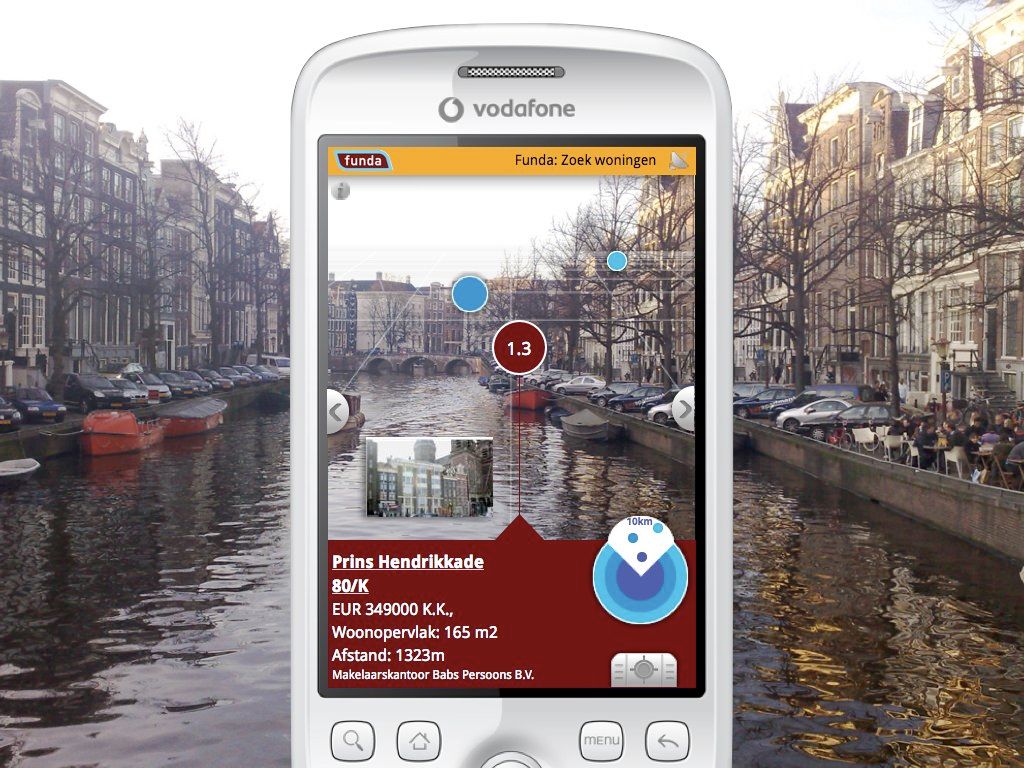 vodafone
funda
Funda: Zoek woningen
1.3
10km
Prins Hendrikkade
80/K
EUR 349000 K.K.,
Woonopervlak: 165 m2
Afstand: 1323m
Makelaarskantoor Babs Persoons B.V.
MENU